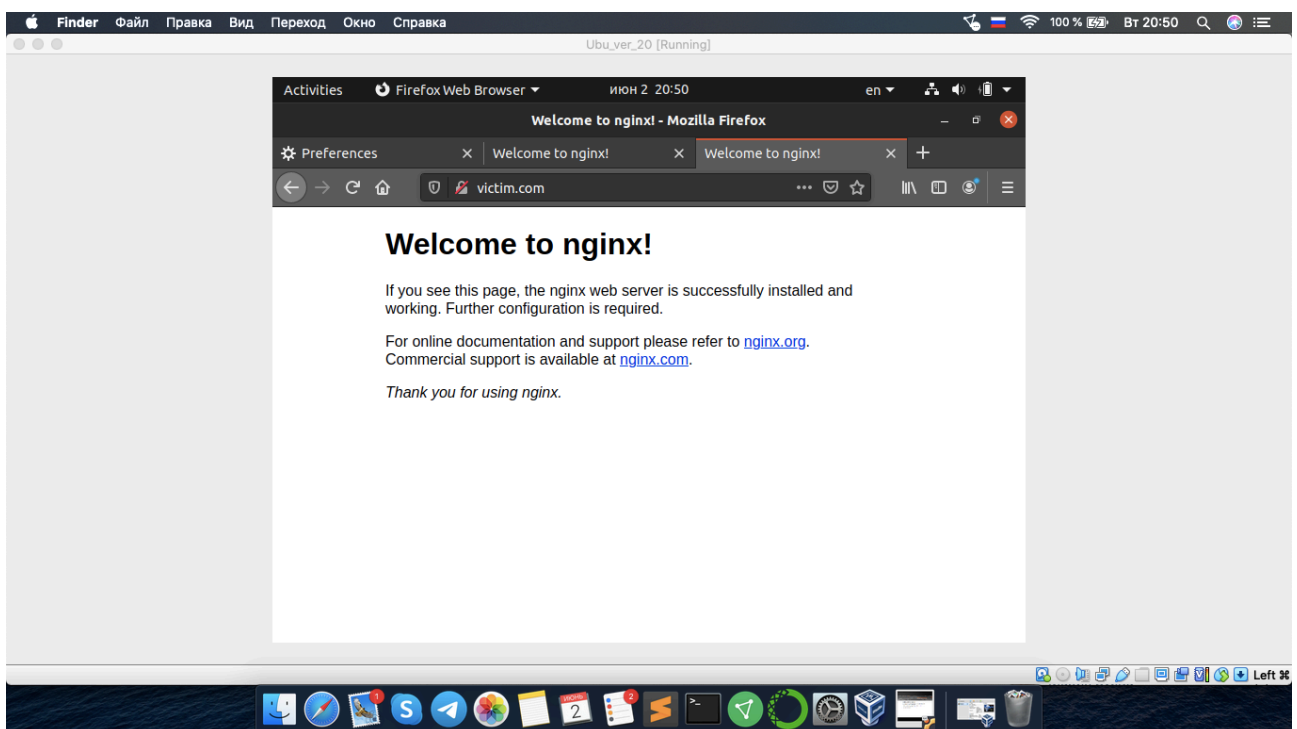 Finder Файл Правка Вид Переход Окно Справка 100 % Вт 20:50
Ubu_ver_20 [Running]
Activities Firefox Web Browser июн 2 20:50 en
Welcome to nginx! - Mozilla Firefox
Preferences Welcome to nginx! Welcome to nginx!
victim.com
Welcome to nginx!
If you see this page, the nginx web server is successfully installed and
working. Further configuration is required.
For online documentation and support please refer to nginx.org.
Commercial support is available at nginx.com.
Thank you for using nginx.
Left ⌘
1
2
ИЮНЬ
2